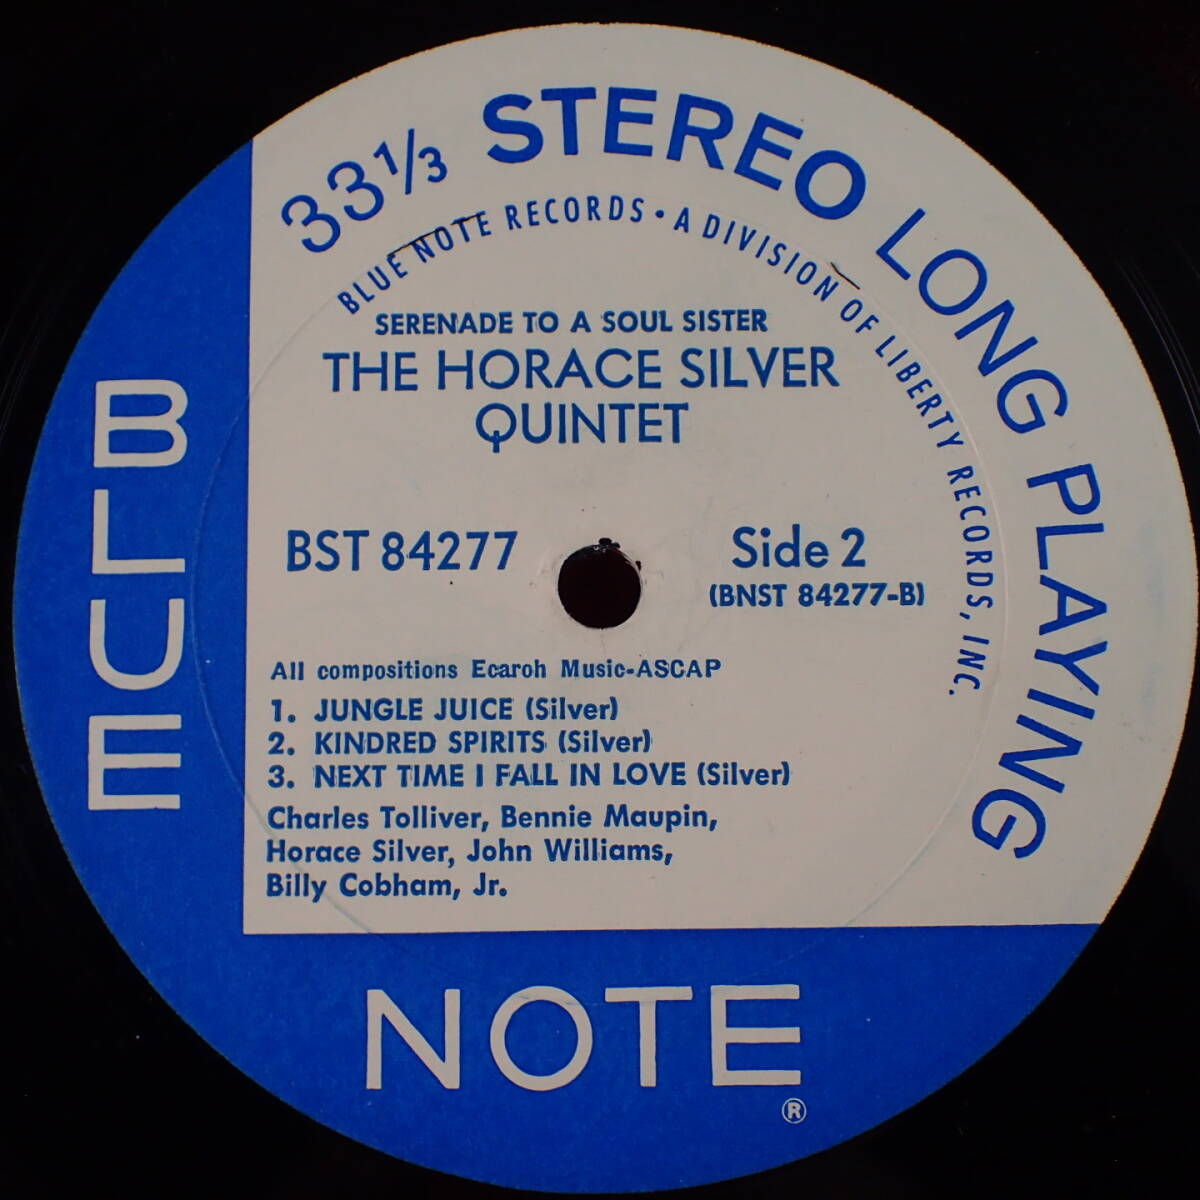 33⅓ STEREO LONG PLAYING
BLUE NOTE RECORDS • A DIVISION OF LIBERTY RECORDS, INC.
SERENADE TO A SOUL SISTER
THE HORACE SILVER
QUINTET
BST 84277
Side 2
(BNST 84277-B)
All compositions Ecaroh Music-ASCAP
1. JUNGLE JUICE (Silver)
2. KINDRED SPIRITS (Silver)
3. NEXT TIME I FALL IN LOVE (Silver)
Charles Tolliver, Bennie Maupin,
Horace Silver, John Williams,
Billy Cobham, Jr.
BLUE
NOTE
®